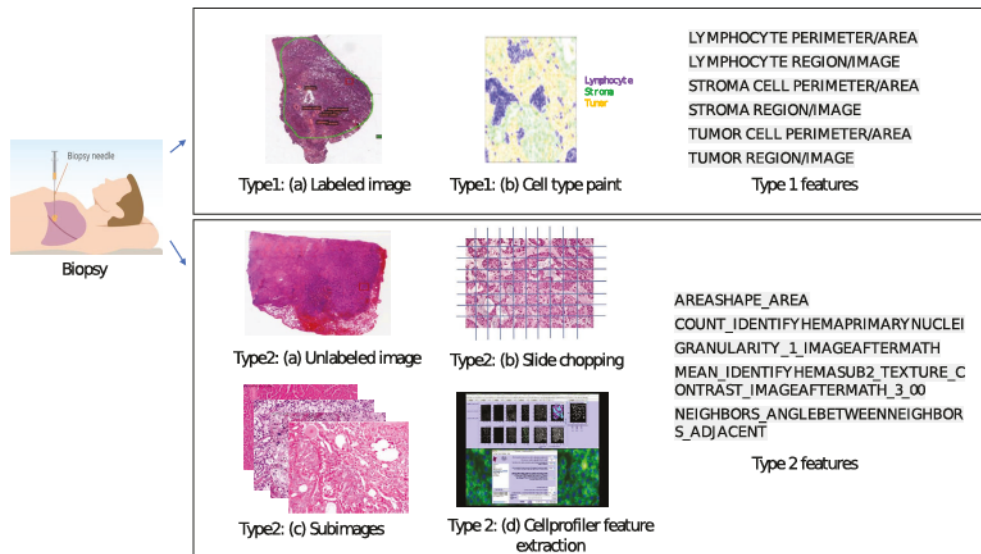 LYMPHOCYTE PERIMETER/AREA
LYMPHOCYTE REGION/IMAGE
STROMA CELL PERIMETER/AREA
STROMA REGION/IMAGE
TUMOR CELL PERIMETER/AREA
TUMOR REGION/IMAGE
Type 1 features
Lymphocyte
Stroma
Tumor
Type1: (a) Labeled image
Type1: (b) Cell type paint
Biopsy needle
Biopsy
Type2: (a) Unlabeled image
Type2: (b) Slide chopping
AREASHAPE_AREA
COUNT_IDENTIFYHEMAPRIMARYNUCLEI
GRANULARITY_1_IMAGEAFTERMATH
MEAN_IDENTIFYHEMASUB2_TEXTURE_C
ONTRAST_IMAGEAFTERMATH_3_00
NEIGHBORS_ANGLEBETWEENNEIGHBOR
S_ADJACENT
Type 2 features
Type2: (c) Subimages
Type 2: (d) Cellprofiler feature
extraction